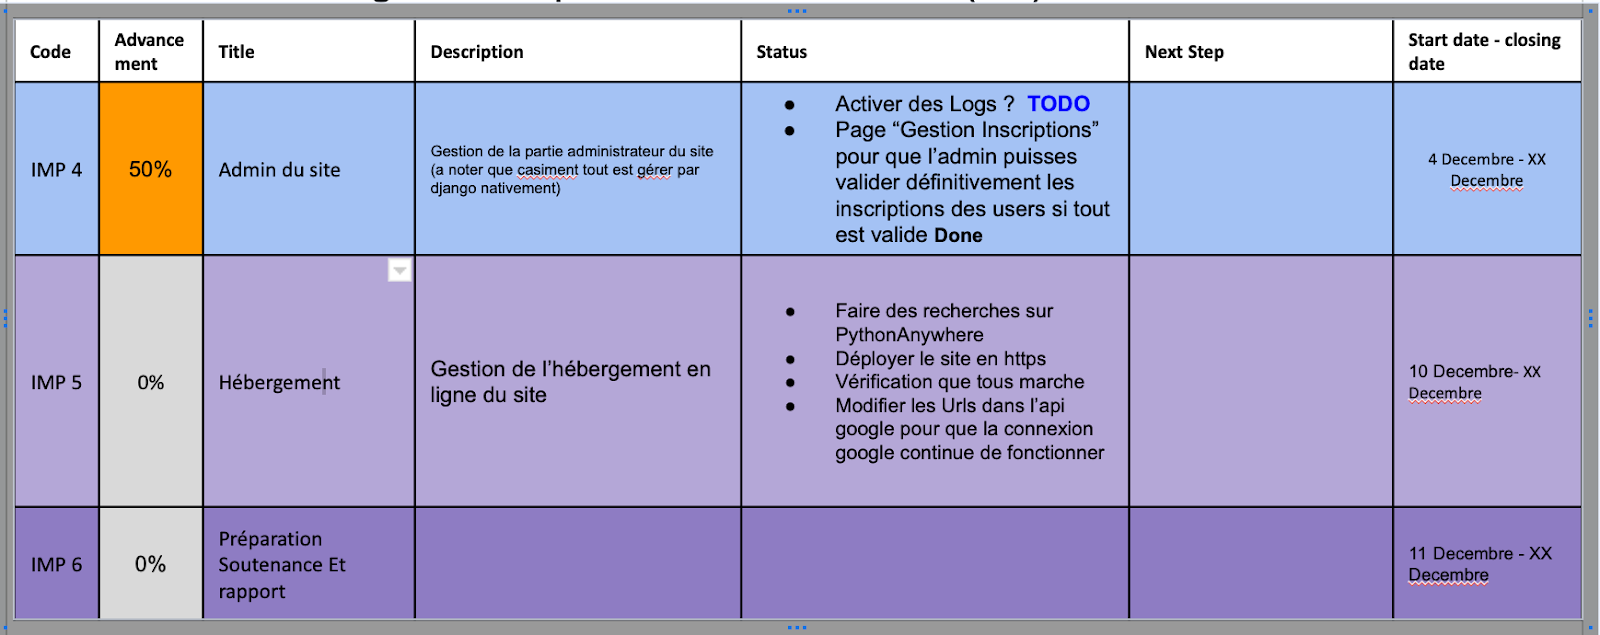 Code
Advance
ment
Title
Description
Status
Next Step
Start date - closing
date
IMP 4
50%
Admin du site
Gestion de la partie administrateur du site
(a noter que casiment tout est gérer par
django nativement)
● Activer des Logs ? TODO
● Page “Gestion Inscriptions”
pour que l’admin puisses
valider définitivement les
inscriptions des users si tout
est valide Done
4 Decembre - XX
Decembre
IMP 5
0%
Hébergement
Gestion de l’hébergement en
ligne du site
● Faire des recherches sur
PythonAnywhere
● Déployer le site en https
● Vérification que tous marche
● Modifier les Urls dans l’api
google pour que la connexion
google continue de fonctionner
10 Decembre- XX
Decembre
IMP 6
0%
Préparation
Soutenance Et
rapport
11 Decembre - XX
Decembre